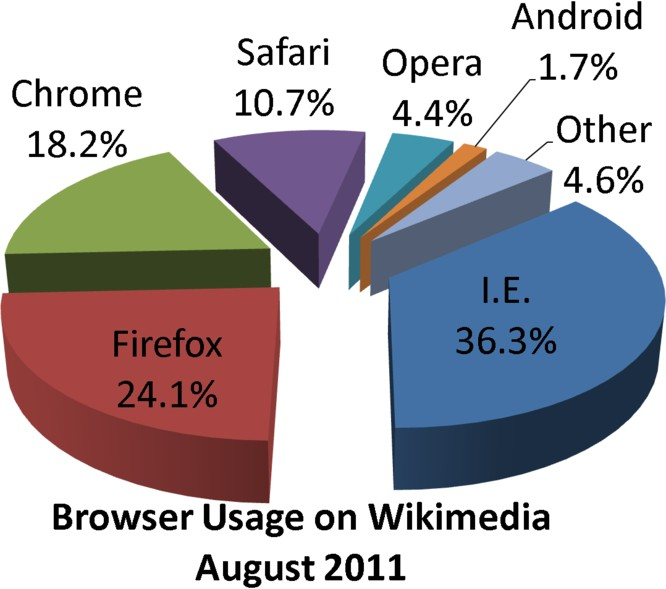 Android
1.7%
Safari
10.7%
Opera
4.4%
Chrome
18.2%
Other
4.6%
I.E.
36.3%
Firefox
24.1%
Browser Usage on Wikimedia
August 2011